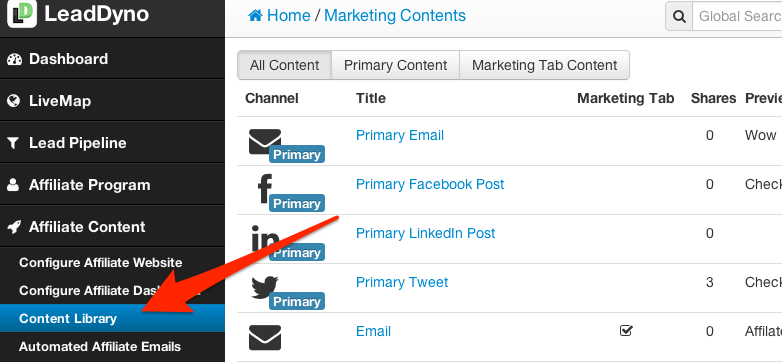 LD LeadDyno
Dashboard
LiveMap
Lead Pipeline
Affiliate Program
Affiliate Content
Configure Affiliate Website
Configure Affiliate
Content Library
Automated Affiliate Emails
Home / Marketing Contents
Global Sear
All Content Primary Content Marketing Tab Content
Channel Title Marketing Tab Shares Previe
Primary Primary Email 0 Wow
f Primary Primary Facebook Post 0 Check
in Primary Primary LinkedIn Post 0
Primary Primary Tweet 3 Check
Email 0 Affilat